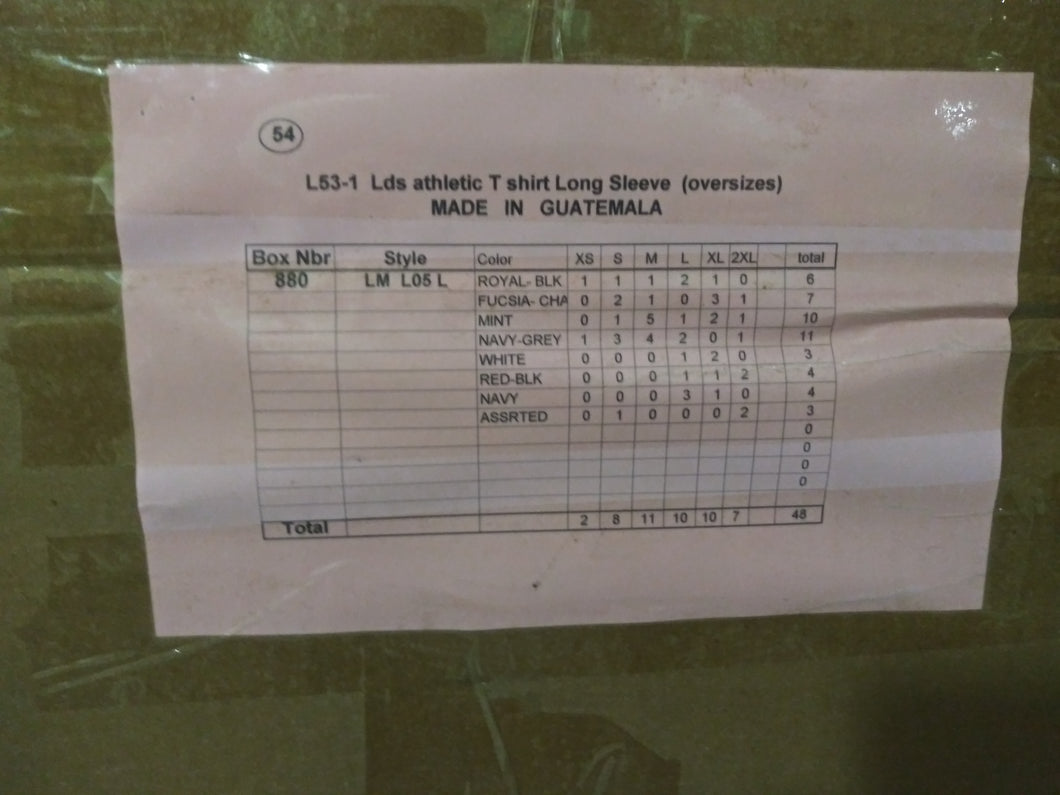 54
L53-1 Lds athletic T shirt Long Sleeve (oversizes)
MADE IN GUATEMALA
Box Nbr Style Color XS S M L XL 2XL total
880 LM L05 L ROYAL- BLK 1 1 1 2 1 0 6
FUCSIA- CHA 0 2 1 0 3 1 7
MINT 0 1 5 1 2 1 10
NAVY-GREY 1 3 4 2 0 1 11
WHITE 0 0 0 1 2 0 3
RED-BLK 0 0 0 1 1 2 4
NAVY 0 0 0 3 1 0 4
ASSRTED 0 1 0 0 0 2 3
0
0
0
0
Total 2 8 11 10 10 7 48